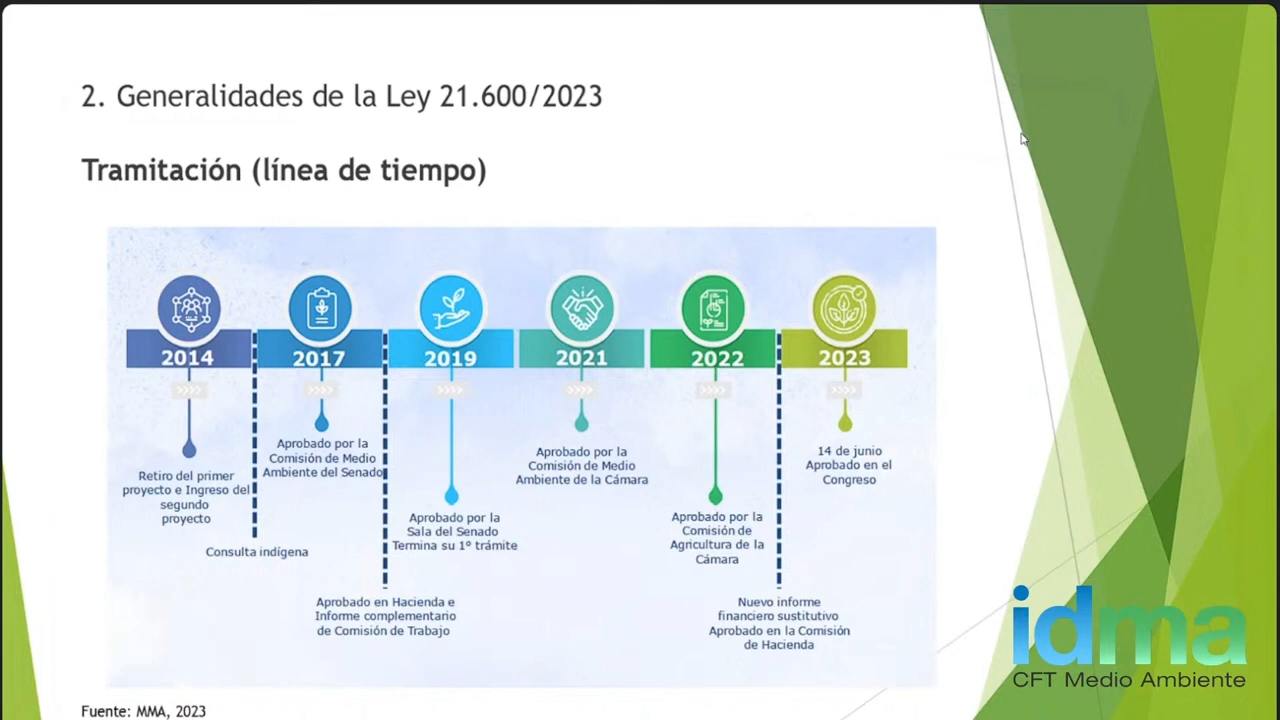 2. Generalidades de la Ley 21.600/2023
Tramitación (línea de tiempo)
2014
2017
2019
2021
2022
2023
Retiro del primer
proyecto e Ingreso del
segundo
proyecto
Consulta indígena
Aprobado por la
Comisión de Medio
Ambiente del Senado
Aprobado en Hacienda e
Informe complementario
de Comisión de Trabajo
Aprobado por la
Sala del Senado
Termina su 1° trámite
Aprobado por la
Comisión de Medio
Ambiente de la Cámara
Aprobado por la
Comisión de
Agricultura de la
Cámara
Nuevo informe
financiero sustitutivo
Aprobado en la Comisión
de Hacienda
14 de junio
Aprobado en el
Congreso
idma
CFT Medio Ambiente
Fuente: MMA, 2023